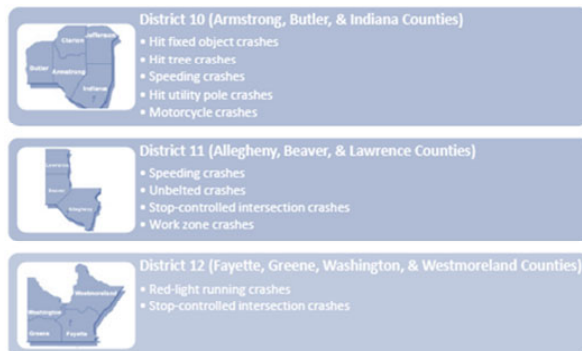 District 10 (Armstrong, Butler, & Indiana Counties)
• Hit fixed object crashes
• Hit tree crashes
• Speeding crashes
• Hit utility pole crashes
• Motorcycle crashes
Clarion Jefferson
Butler Armstrong
Indiana
District 11 (Allegheny, Beaver, & Lawrence Counties)
• Speeding crashes
• Unbelted crashes
• Stop-controlled intersection crashes
• Work zone crashes
Lawrence
Beaver
Allegheny
District 12 (Fayette, Greene, Washington, & Westmoreland Counties)
• Red-light running crashes
• Stop-controlled intersection crashes
Westmoreland
Washington
Greene Fayette